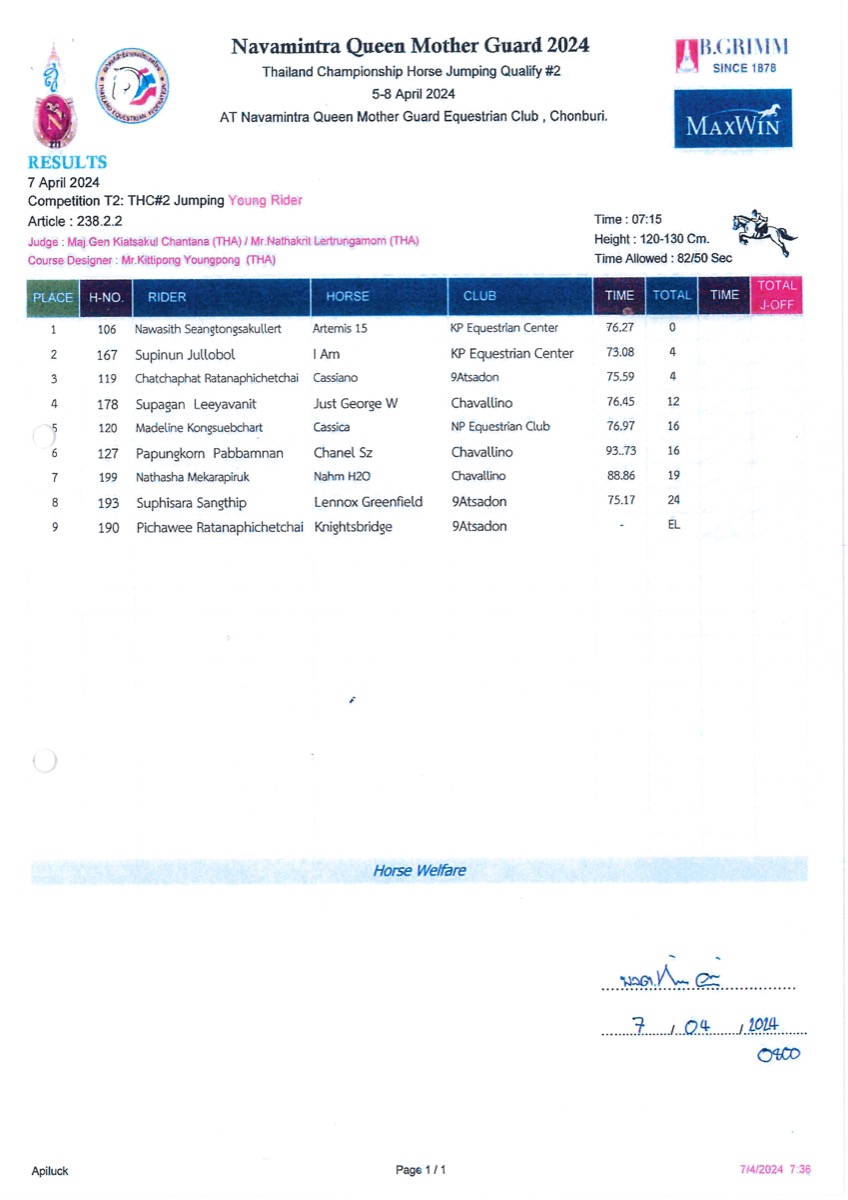 Navamintra Queen Mother Guard 2024
Thailand Championship Horse Jumping Qualify #2
5-8 April 2024
AT Navamintra Queen Mother Guard Equestrian Club , Chonburi.
B.GRIMM
SINCE 1878
MAXWIN
THAILAND EQUESTRIAN FEDERATION
RESULTS
7 April 2024
Competition T2: THC#2 Jumping Young Rider
Article : 238.2.2
Judge : Maj.Gen Kiatsakul Chantana (THA) / Mr.Nathakrit Lertrungamorn (THA)
Course Designer : Mr.Kittipong Youngpong (THA)
Time : 07:15
Height : 120-130 Cm.
Time Allowed : 82/50 Sec
PLACE H-NO. RIDER HORSE CLUB TIME TOTAL TIME TOTAL J-OFF
1 106 Nawasith Seangtongsakullert Artemis 15 KP Equestrian Center 76.27 0
2 167 Supinun Jullobol I Am KP Equestrian Center 73.08 4
3 119 Chatchaphat Ratanaphichetchai Cassiano 9Atsadon 75.59 4
4 178 Supagan Leeyavanit Just George W Chavallino 76.45 12
5 120 Madeline Kongsuebchart Cassica NP Equestrian Club 76.97 16
6 127 Papungkorn Pabbamnan Chanel Sz Chavallino 93..73 16
7 199 Nathasha Mekarapiruk Nahm H2O Chavallino 88.86 19
8 193 Suphisara Sangthip Lennox Greenfield 9Atsadon 75.17 24
9 190 Pichawee Ratanaphichetchai Knightsbridge 9Atsadon - EL
Horse Welfare
7 / 04 / 2024
0800
Apiluck
Page 1 / 1
7/4/2024 7:36